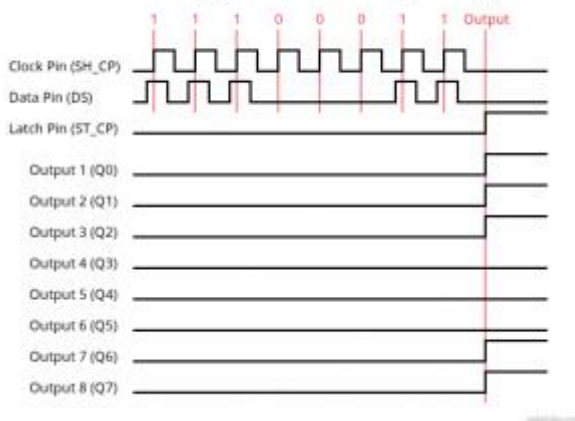 1 1 1 0 0 0 1 1 Output
Clock Pin (SH_CP)
Data Pin (DS)
Latch Pin (ST_CP)
Output 1 (Q0)
Output 2 (Q1)
Output 3 (Q2)
Output 4 (Q3)
Output 5 (Q4)
Output 6 (Q5)
Output 7 (Q6)
Output 8 (Q7)